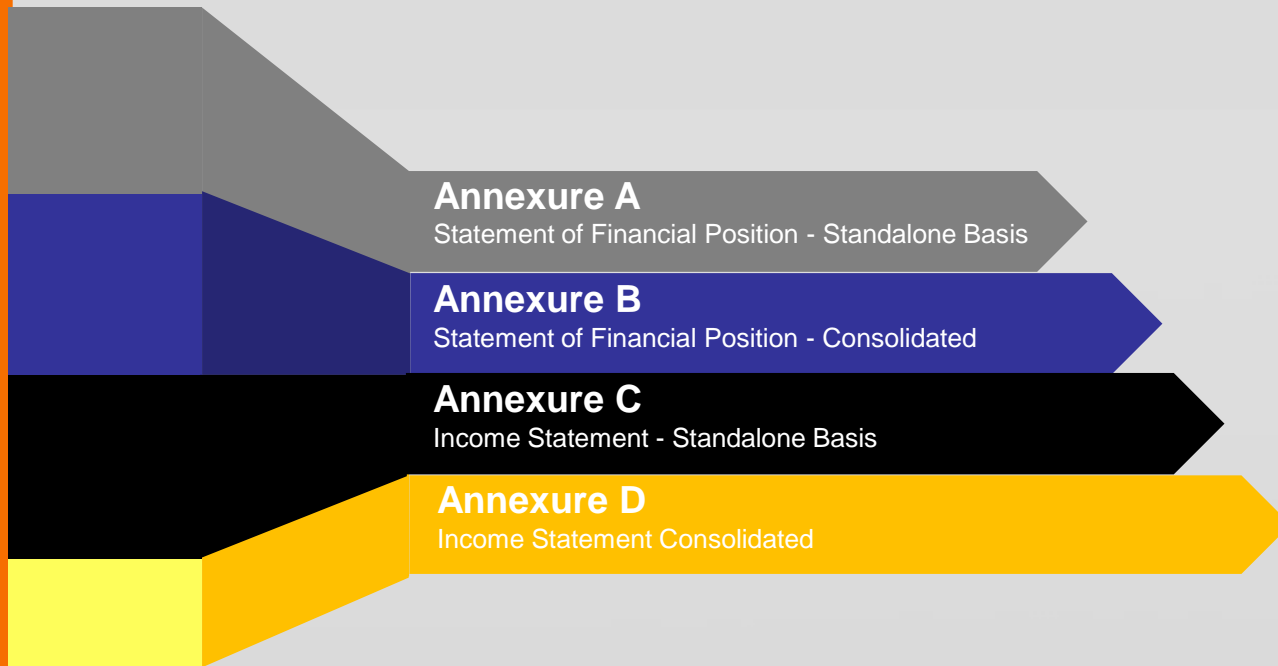 Annexure A
Statement of Financial Position - Standalone Basis
Annexure B
Statement of Financial Position - Consolidated
Annexure C
Income Statement - Standalone Basis
Annexure D
Income Statement Consolidated